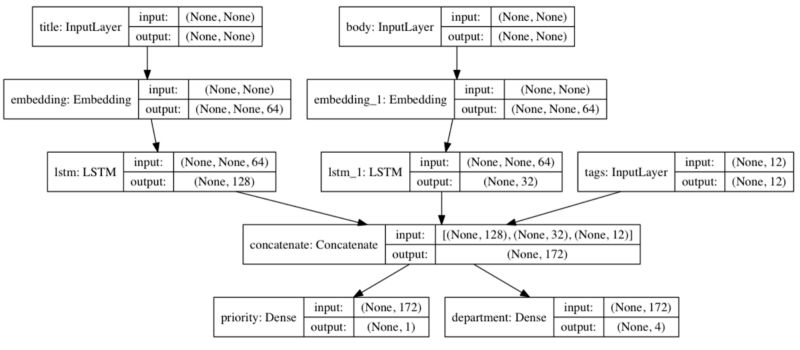 title: InputLayer input: (None, None) body: InputLayer input: (None, None)
output: (None, None) output: (None, None)
embedding: Embedding input: (None, None) embedding_1: Embedding input: (None, None)
output: (None, None, 64) output: (None, None, 64)
lstm: LSTM input: (None, None, 64) lstm_1: LSTM input: (None, None, 64) tags: InputLayer input: (None, 12)
output: (None, 128) output: (None, 32) output: (None, 12)
concatenate: Concatenate input: [(None, 128), (None, 32), (None, 12)]
output: (None, 172)
priority: Dense input: (None, 172) department: Dense input: (None, 172)
output: (None, 1) output: (None, 4)